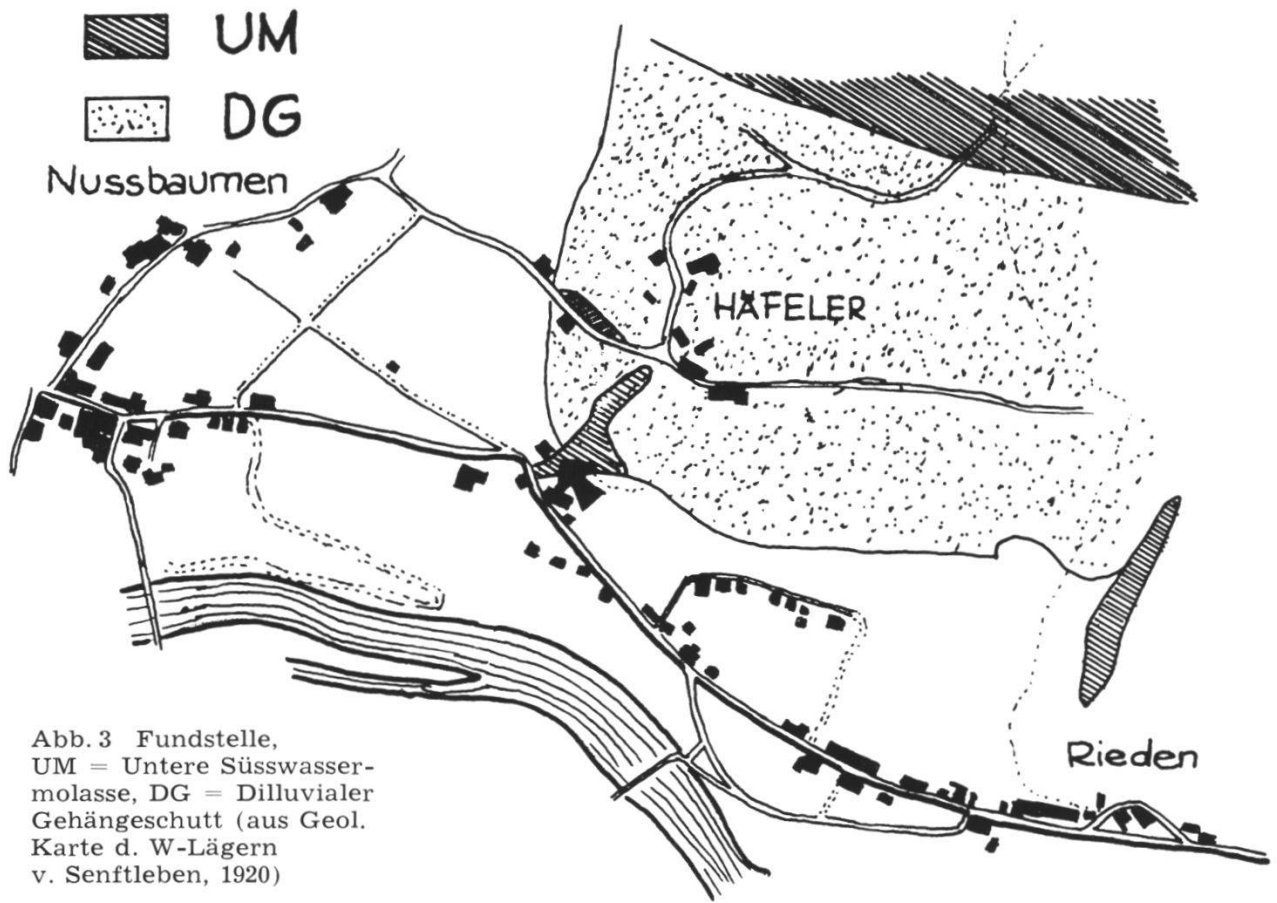 UM
DG
Nussbaumen
HÄFELER
Rieden
Abb. 3 Fundstelle,
UM = Untere Süsswasser-
molasse, DG = Dilluvialer
Gehängeschutt (aus Geol.
Karte d. W-Lägern
v. Senftleben, 1920)